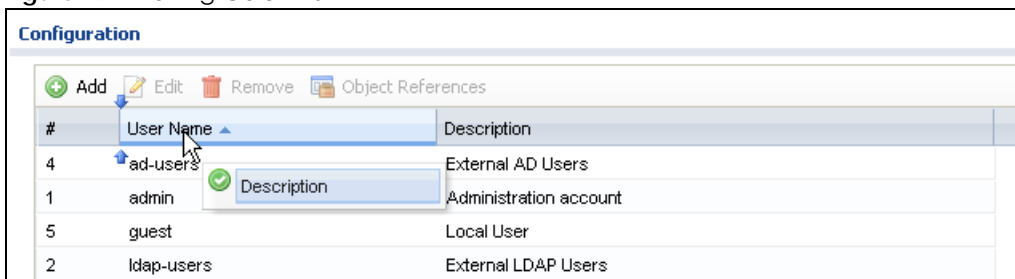 Configuration
Add Edit Remove Object References
# User Name Description
4 ad-users External AD Users
Description
1 admin Administration account
5 guest Local User
2 ldap-users External LDAP Users